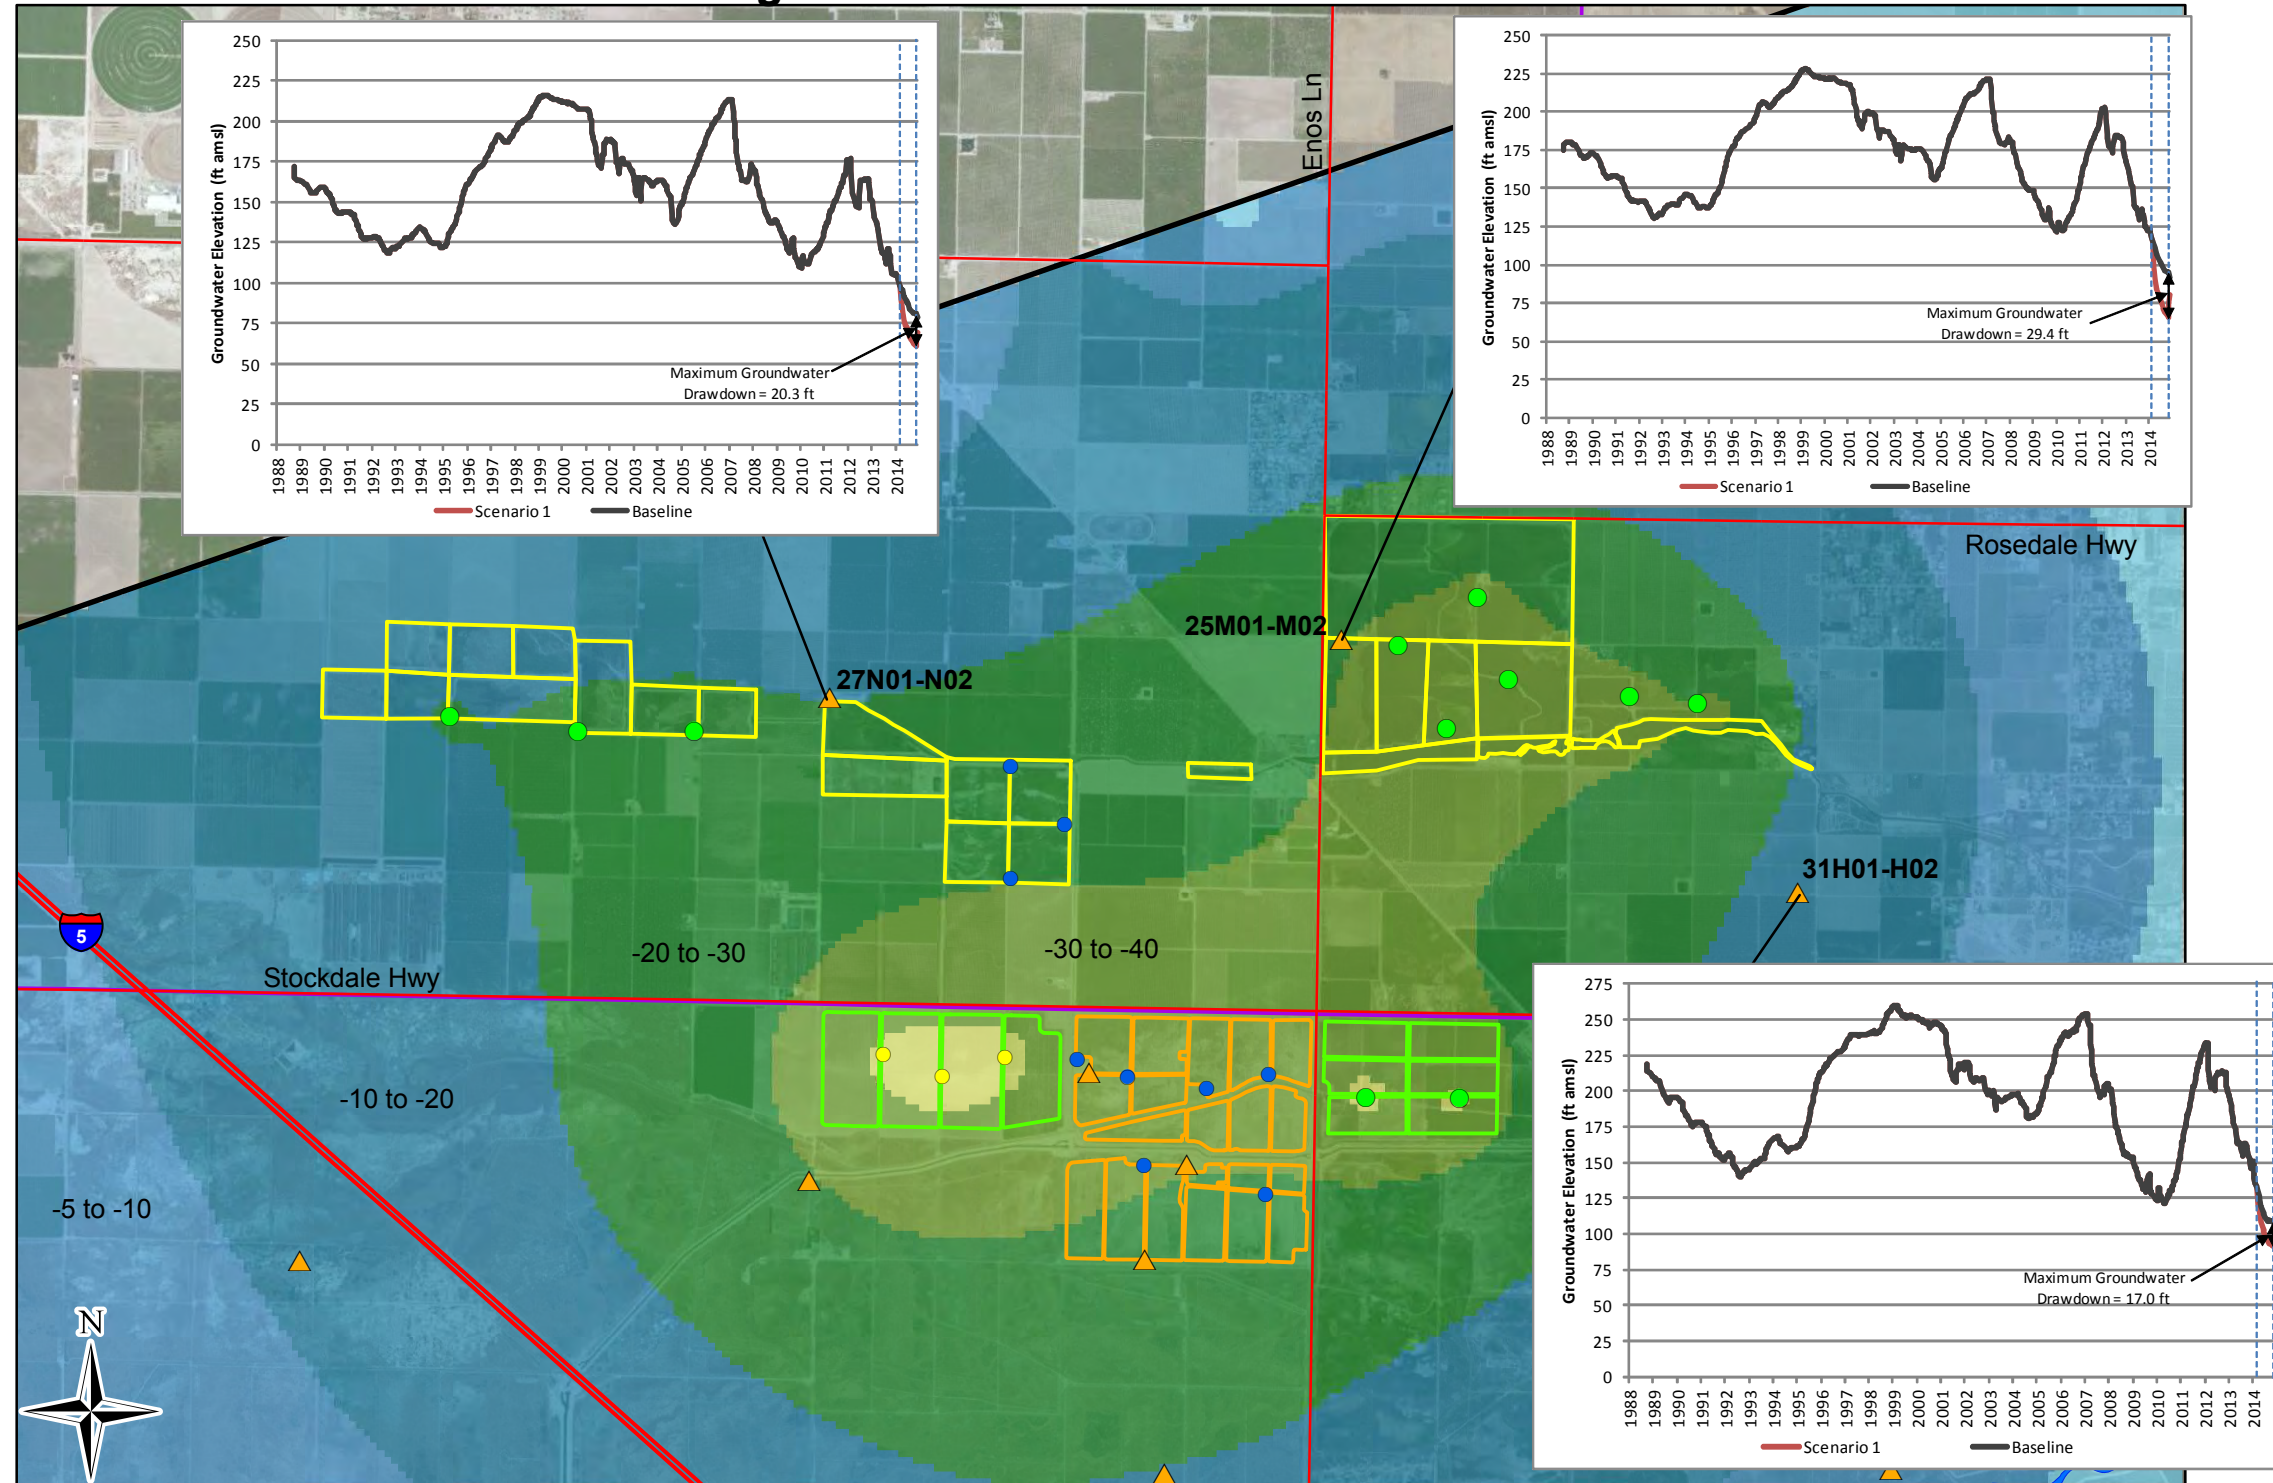 g
250
225
200
175
150
125
100
75
50
25
0
Groundwater Elevation (ft amsl)
Maximum Groundwater
Drawdown = 20.3 ft
1988 1989 1990 1991 1992 1993 1994 1995 1996 1997 1998 1999 2000 2001 2002 2003 2004 2005 2006 2007 2008 2009 2010 2011 2012 2013 2014
Scenario 1 Baseline
Enos Ln
250
225
200
175
150
125
100
75
50
25
0
Groundwater Elevation (ft amsl)
Maximum Groundwater
Drawdown = 29.4 ft
1988 1989 1990 1991 1992 1993 1994 1995 1996 1997 1998 1999 2000 2001 2002 2003 2004 2005 2006 2007 2008 2009 2010 2011 2012 2013 2014
Scenario 1 Baseline
Rosedale Hwy
25M01-M02
27N01-N02
31H01-H02
5
-20 to -30
-30 to -40
Stockdale Hwy
-10 to -20
-5 to -10
N
275
250
225
200
175
150
125
100
75
50
25
0
Groundwater Elevation (ft amsl)
Maximum Groundwater
Drawdown = 17.0 ft
1988 1989 1990 1991 1992 1993 1994 1995 1996 1997 1998 1999 2000 2001 2002 2003 2004 2005 2006 2007 2008 2009 2010 2011 2012 2013 2014
Scenario 1 Baseline